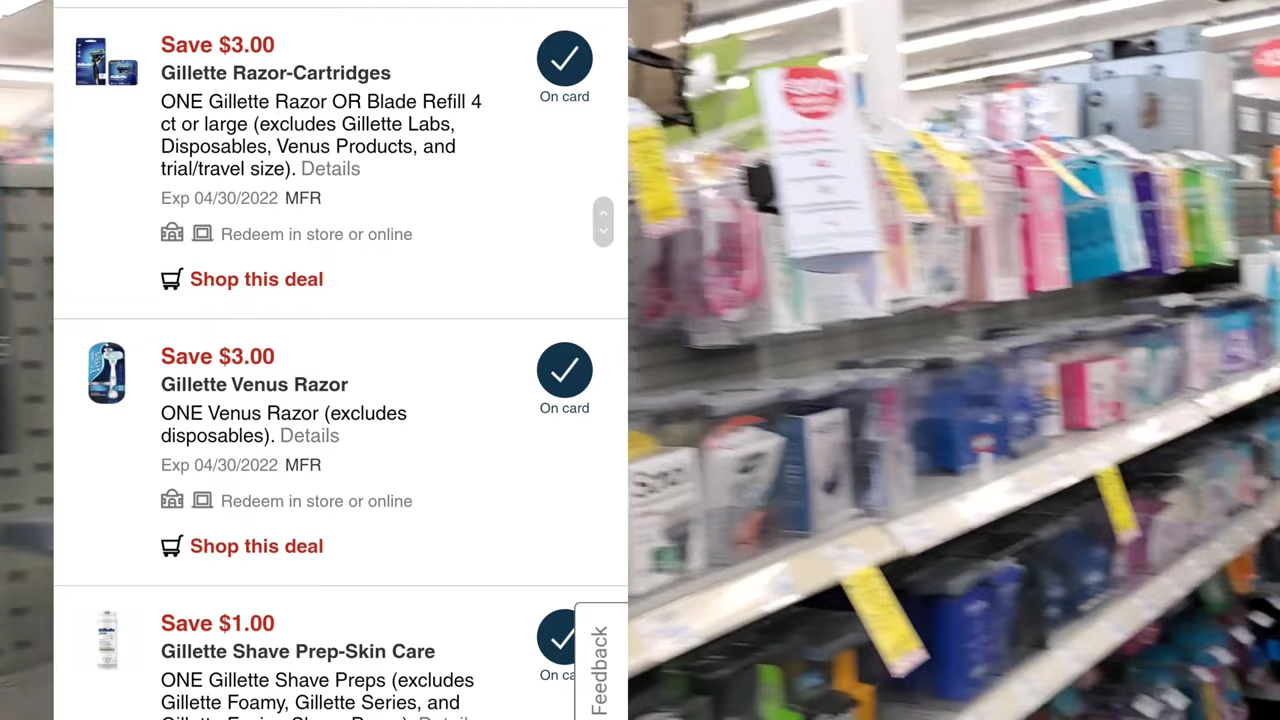 Save $3.00
Gillette Razor-Cartridges
ONE Gillette Razor OR Blade Refill 4
ct or large (excludes Gillette Labs,
Disposables, Venus Products, and
trial/travel size). Details
Exp 04/30/2022 MFR
Redeem in store or online
Shop this deal
On card
Save $3.00
Gillette Venus Razor
ONE Venus Razor (excludes
disposables). Details
Exp 04/30/2022 MFR
Redeem in store or online
Shop this deal
On card
Save $1.00
Gillette Shave Prep-Skin Care
ONE Gillette Shave Preps (excludes
Gillette Foamy, Gillette Series, and
On ca
Feedback